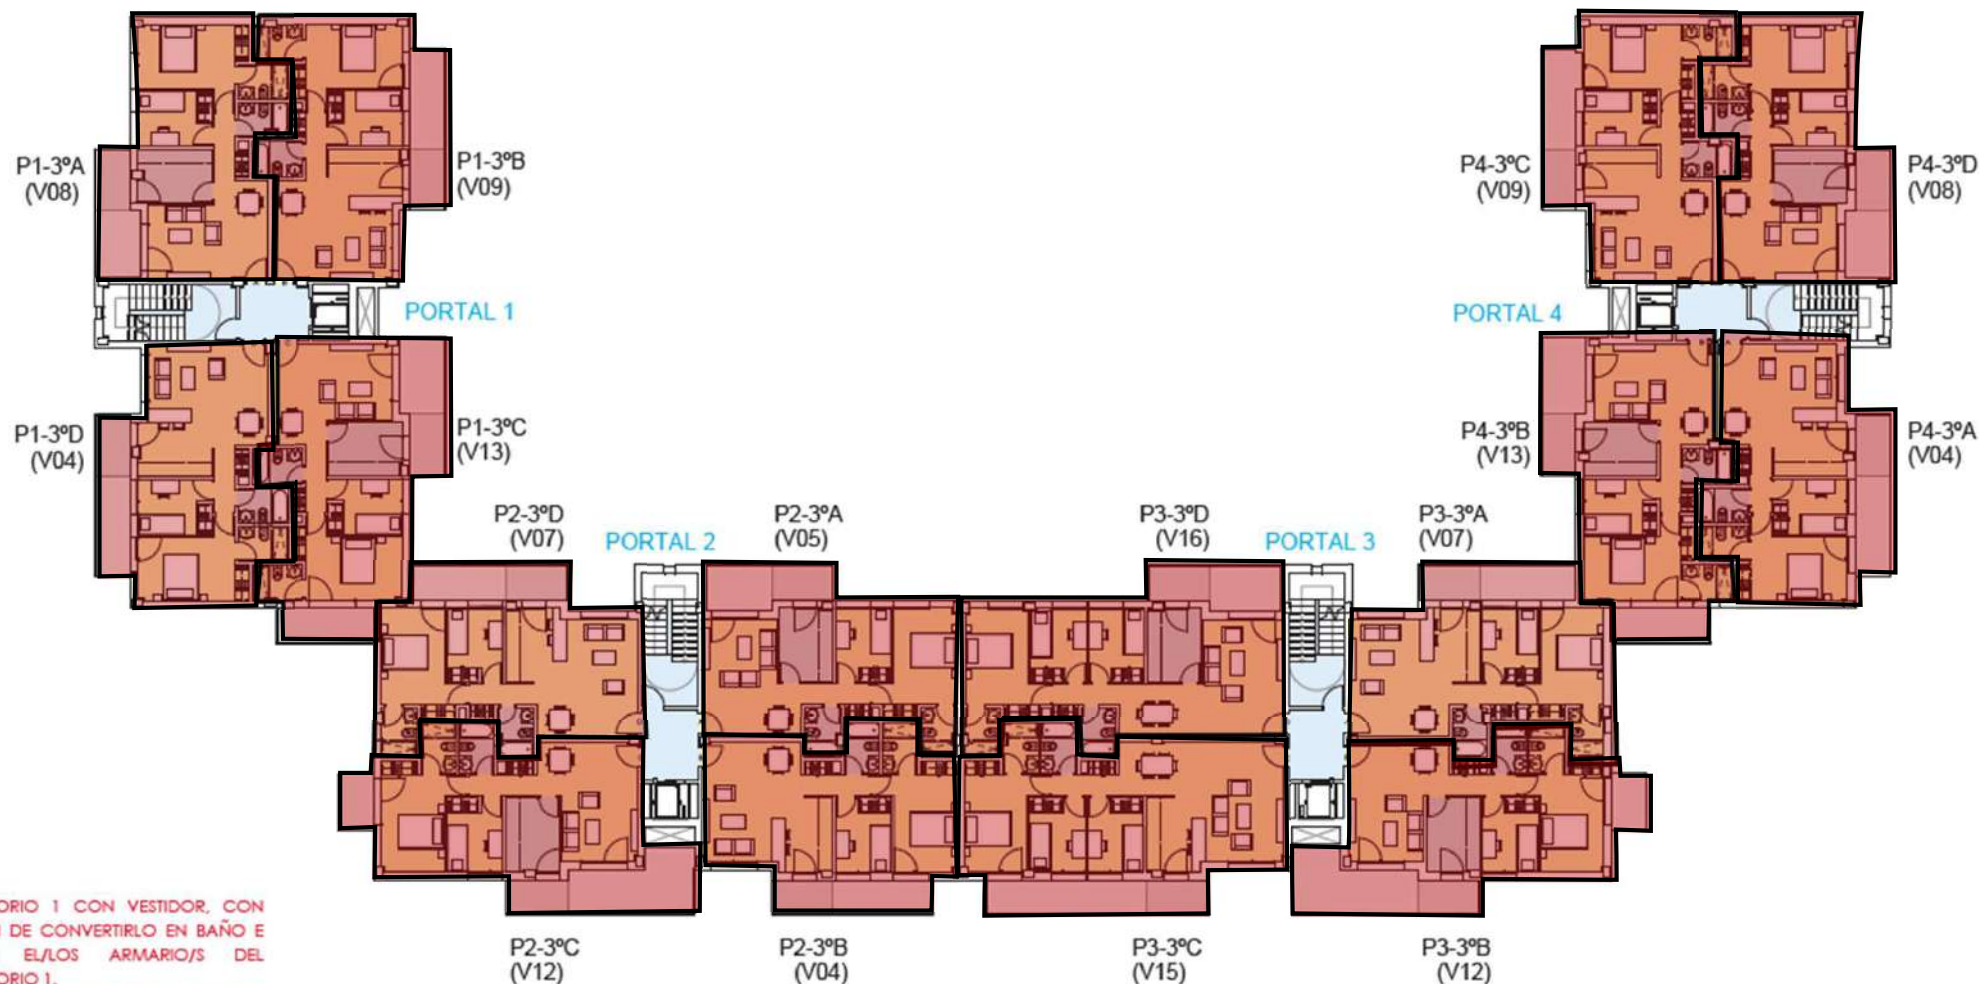 P1-3ºA
(V08)
P1-3ºB
(V09)
P4-3ºC
(V09)
P4-3ºD
(V08)
PORTAL 1
PORTAL 4
P1-3ºD
(V04)
P1-3ºC
(V13)
P4-3ºB
(V13)
P4-3ºA
(V04)
P2-3ºD
(V07)
PORTAL 2
P2-3ºA
(V05)
P3-3ºD
(V16)
PORTAL 3
P3-3ºA
(V07)
ORIO 1 CON VESTIDOR, CON
DE CONVERTIRLO EN BAÑO E
EL/LOS ARMARIO/S DEL
ORIO 1.
P2-3ºC
(V12)
P2-3ºB
(V04)
P3-3ºC
(V15)
P3-3ºB
(V12)